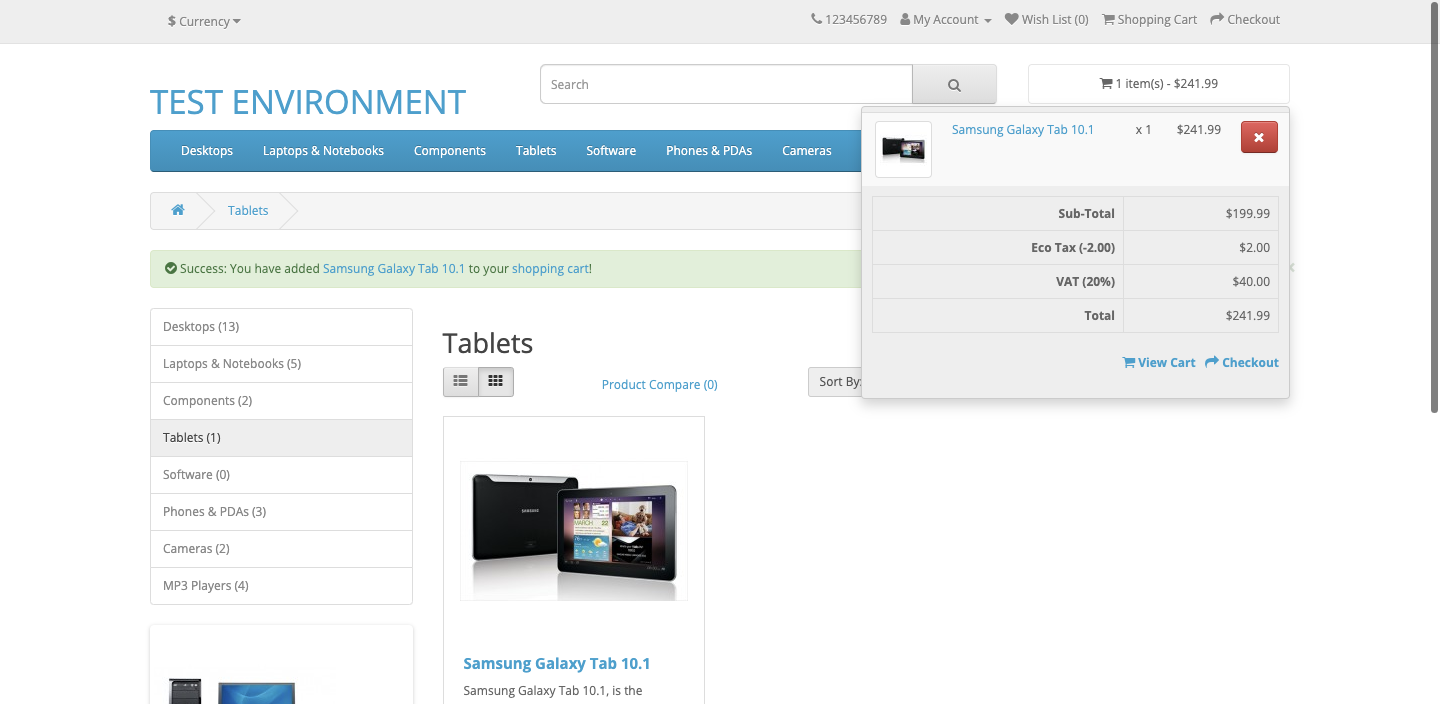 $ Currency
123456789 My Account Wish List (0) Shopping Cart Checkout
TEST ENVIRONMENT
Search
1 item(s) - $241.99
Desktops Laptops & Notebooks Components Tablets Software Phones & PDAs Cameras
Samsung Galaxy Tab 10.1 x 1 $241.99
Sub-Total $199.99
Eco Tax (-2.00) $2.00
VAT (20%) $40.00
Total $241.99
View Cart Checkout
Tablets
Success: You have added Samsung Galaxy Tab 10.1 to your shopping cart!
Desktops (13)
Laptops & Notebooks (5)
Components (2)
Tablets (1)
Software (0)
Phones & PDAs (3)
Cameras (2)
MP3 Players (4)
Tablets
Product Compare (0)
Sort By:
SAMSUNG
MARCH 22
Samsung Galaxy Tab 10.1
Samsung Galaxy Tab 10.1, is the